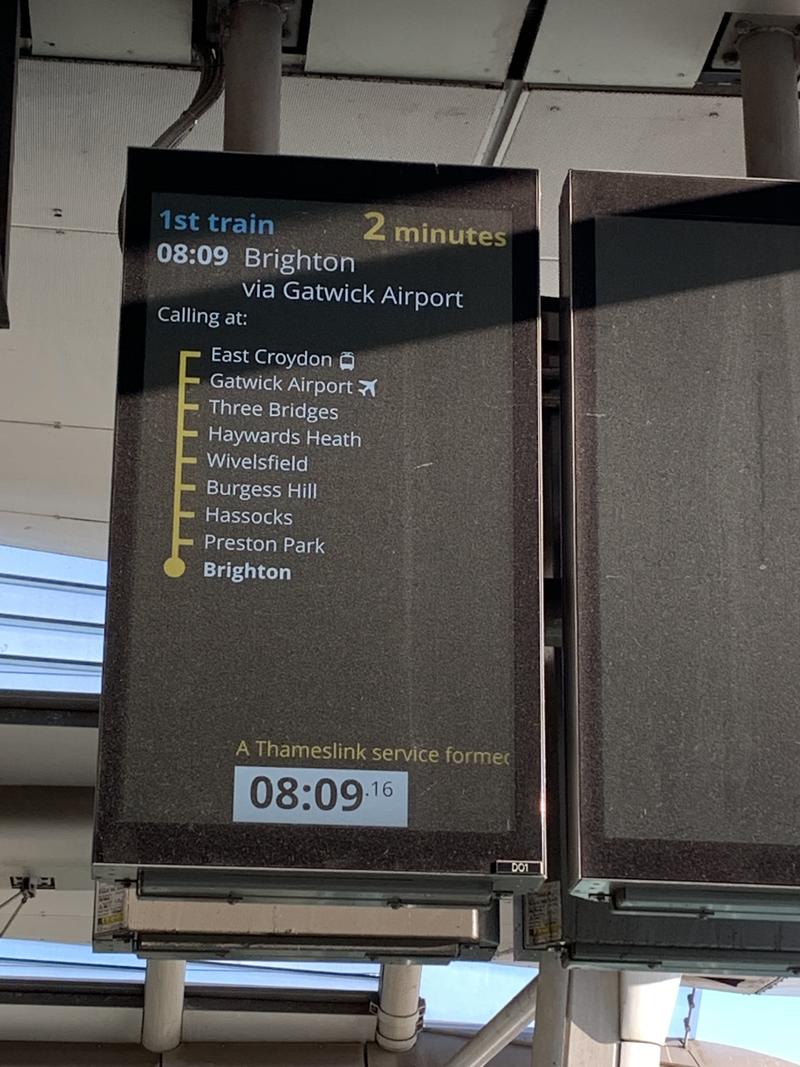 1st train 2 minutes
08:09 Brighton
via Gatwick Airport
Calling at:
East Croydon
Gatwick Airport
Three Bridges
Haywards Heath
Wivelsfield
Burgess Hill
Hassocks
Preston Park
Brighton
A Thameslink service formed
08:09.16
D01